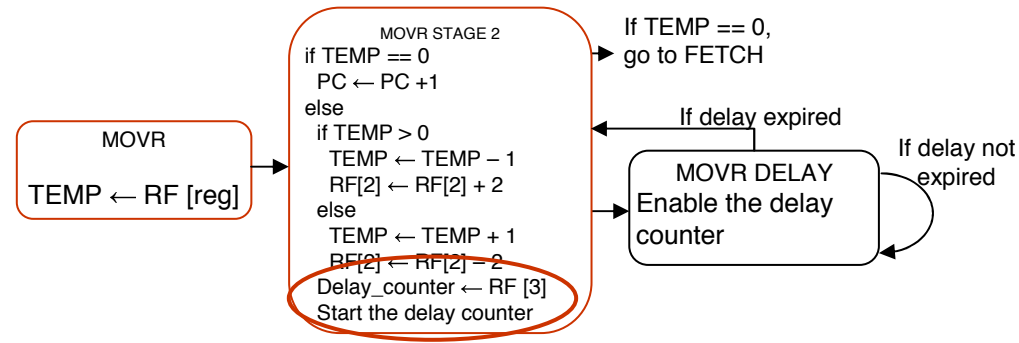 MOVR
TEMP ← RF [reg]
MOVR STAGE 2
if TEMP == 0
PC ← PC +1
else
if TEMP > 0
TEMP ← TEMP – 1
RF[2] ← RF[2] + 2
else
TEMP ← TEMP + 1
RF[2] ← RF[2] – 2
Delay_counter ← RF [3]
Start the delay counter
If TEMP == 0,
go to FETCH
If delay expired
MOVR DELAY
Enable the delay
counter
If delay not
expired